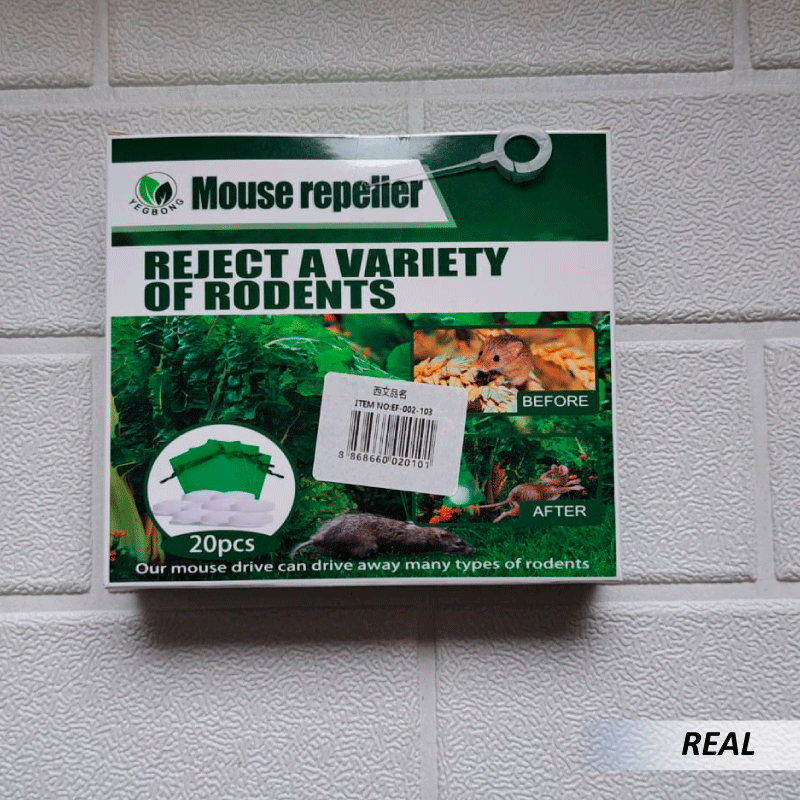 YEGBONG
Mouse repeller
REJECT A VARIETY
OF RODENTS
西文品名
ITEM NO:EF-002-103
8 868660 020101
BEFORE
AFTER
20pcs
Our mouse drive can drive away many types of rodents
REAL